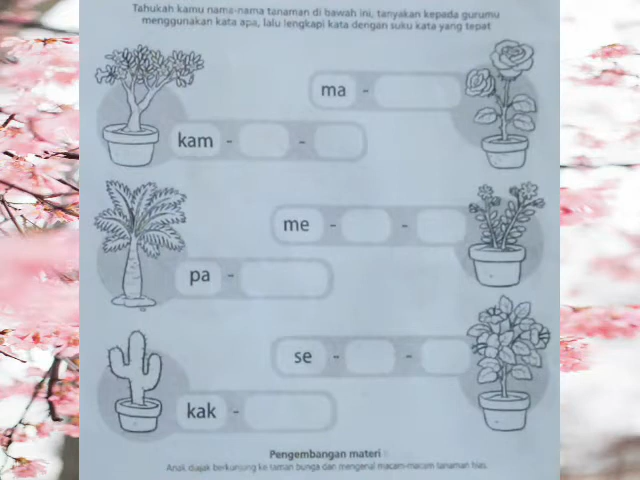 Tahukah kamu nama-nama tanaman di bawah ini, tanyakan kepada gurumu
menggunakan kata apa, lalu lengkapi kata dengan suku kata yang tepat
ma -
kam - -
me - -
pa -
se - -
kak -
Pengembangan materi
Anak diajak berkunjung ke taman bunga dan mengenal macam-macam tanaman hias.